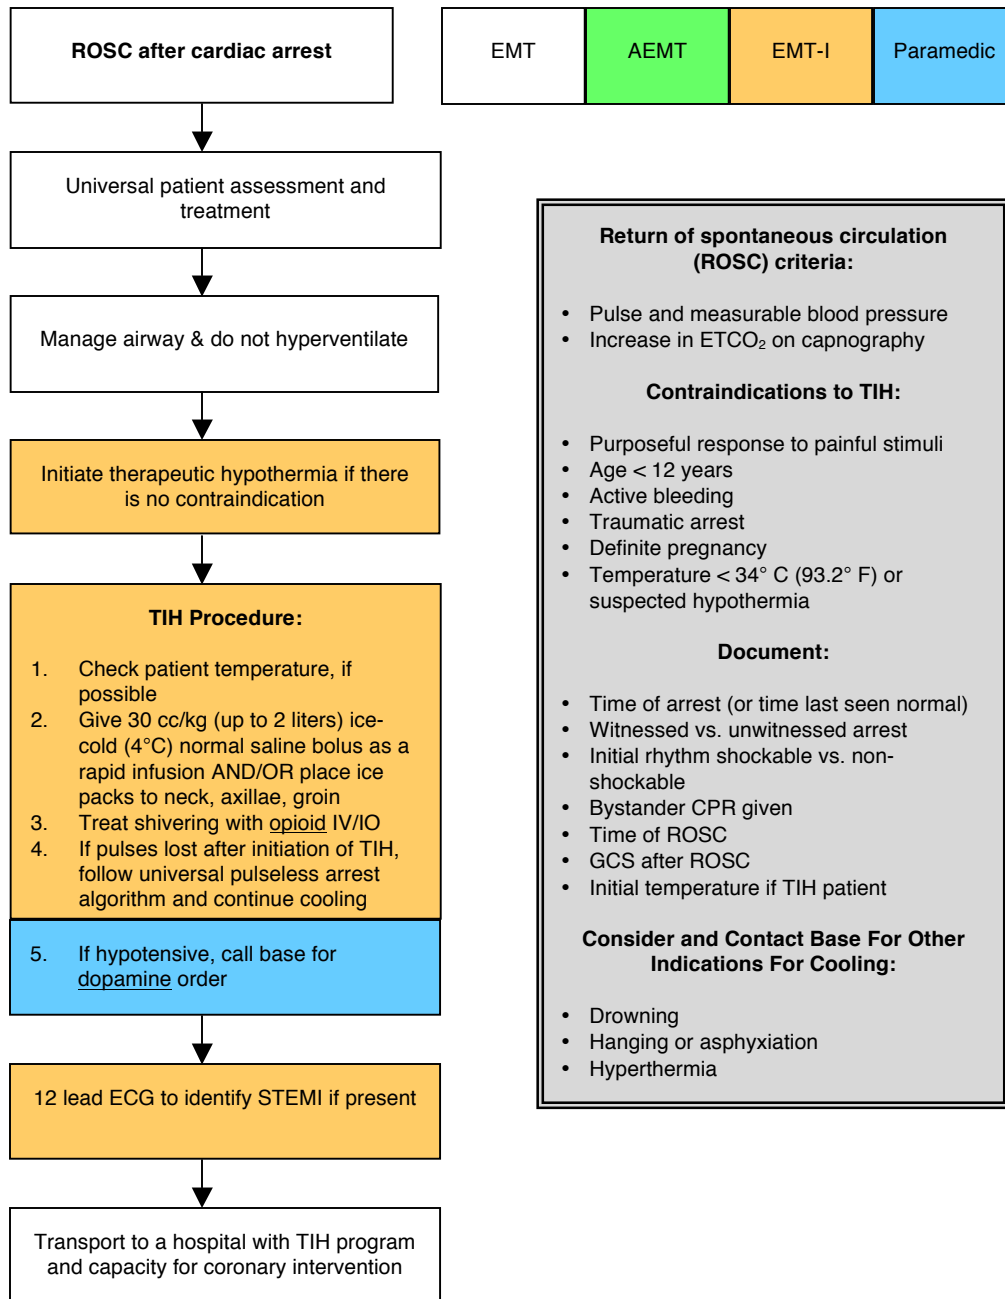 ROSC after cardiac arrest
EMT
AEMT
EMT-I
Paramedic
Universal patient assessment and
treatment
Manage airway & do not hyperventilate
Initiate therapeutic hypothermia if there
is no contraindication
TIH Procedure:
1. Check patient temperature, if
possible
2. Give 30 cc/kg (up to 2 liters) ice-
cold (4°C) normal saline bolus as a
rapid infusion AND/OR place ice
packs to neck, axillae, groin
3. Treat shivering with opioid IV/IO
4. If pulses lost after initiation of TIH,
follow universal pulseless arrest
algorithm and continue cooling
5. If hypotensive, call base for
dopamine order
12 lead ECG to identify STEMI if present
Transport to a hospital with TIH program
and capacity for coronary intervention
Return of spontaneous circulation
(ROSC) criteria:
• Pulse and measurable blood pressure
• Increase in ETCO₂ on capnography
Contraindications to TIH:
• Purposeful response to painful stimuli
• Age < 12 years
• Active bleeding
• Traumatic arrest
• Definite pregnancy
• Temperature < 34° C (93.2° F) or
suspected hypothermia
Document:
• Time of arrest (or time last seen normal)
• Witnessed vs. unwitnessed arrest
• Initial rhythm shockable vs. non-
shockable
• Bystander CPR given
• Time of ROSC
• GCS after ROSC
• Initial temperature if TIH patient
Consider and Contact Base For Other
Indications For Cooling:
• Drowning
• Hanging or asphyxiation
• Hyperthermia